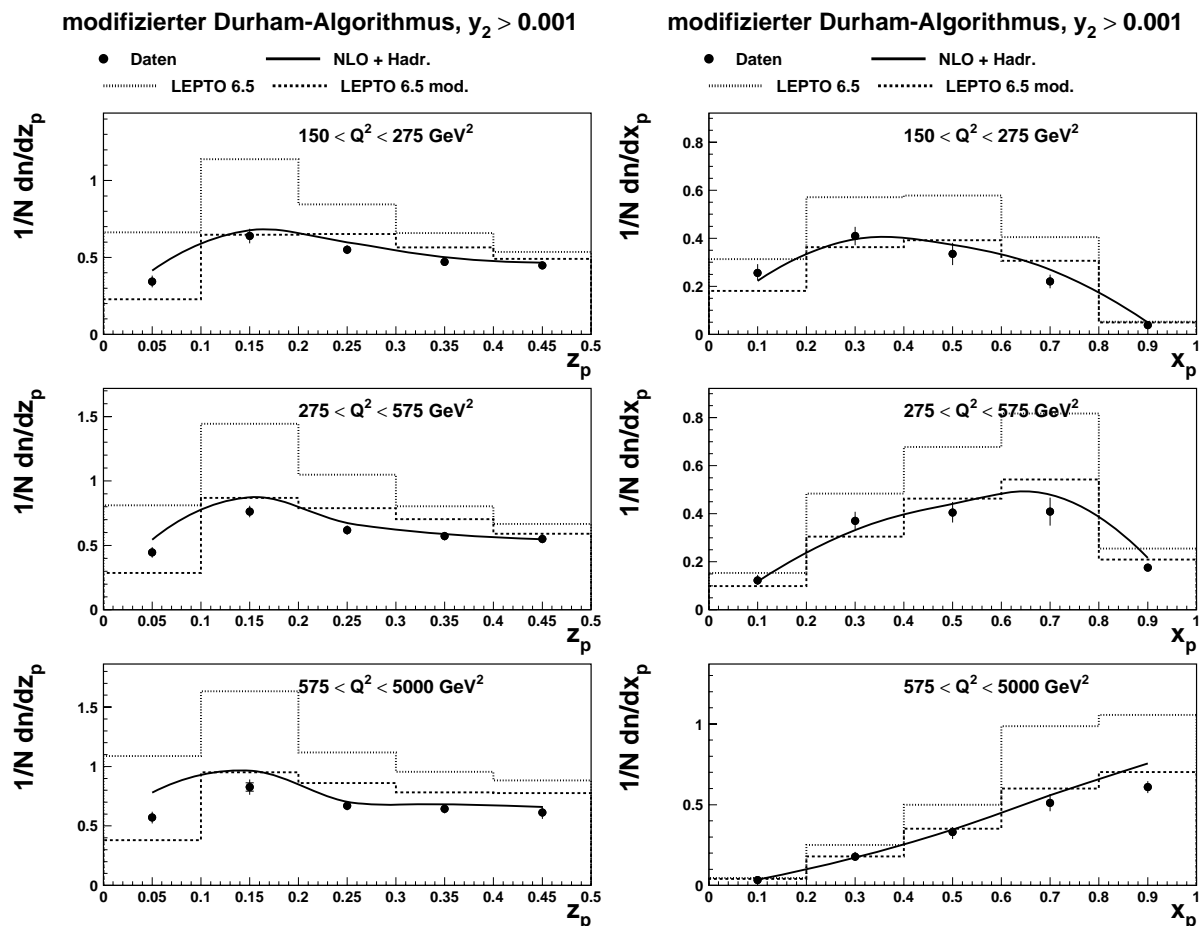 modifizierter Durham-Algorithmus, y₂ > 0.001
Daten NLO + Hadr.
LEPTO 6.5 LEPTO 6.5 mod.
1/N dn/dz_p
150 < Q² < 275 GeV²
1
0.5
0
0 0.05 0.1 0.15 0.2 0.25 0.3 0.35 0.4 0.45 0.5
z_p
1/N dn/dz_p
275 < Q² < 575 GeV²
1.5
1
0.5
0
0 0.05 0.1 0.15 0.2 0.25 0.3 0.35 0.4 0.45 0.5
z_p
1/N dn/dz_p
575 < Q² < 5000 GeV²
1.5
1
0.5
0
0 0.05 0.1 0.15 0.2 0.25 0.3 0.35 0.4 0.45 0.5
z_p
modifizierter Durham-Algorithmus, y₂ > 0.001
Daten NLO + Hadr.
LEPTO 6.5 LEPTO 6.5 mod.
1/N dn/dx_p
150 < Q² < 275 GeV²
0.8
0.6
0.4
0.2
0
0 0.1 0.2 0.3 0.4 0.5 0.6 0.7 0.8 0.9 1
x_p
1/N dn/dx_p
275 < Q² < 575 GeV²
0.8
0.6
0.4
0.2
0
0 0.1 0.2 0.3 0.4 0.5 0.6 0.7 0.8 0.9 1
x_p
1/N dn/dx_p
575 < Q² < 5000 GeV²
1
0.5
0
0 0.1 0.2 0.3 0.4 0.5 0.6 0.7 0.8 0.9 1
x_p